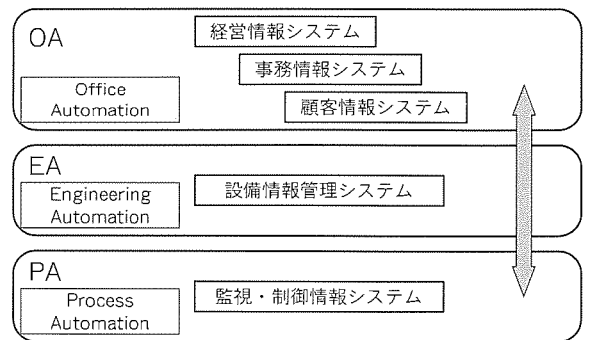 OA
経営情報システム
事務情報システム
Office
Automation
顧客情報システム
EA
Engineering
Automation
設備情報管理システム
PA
Process
Automation
監視・制御情報システム